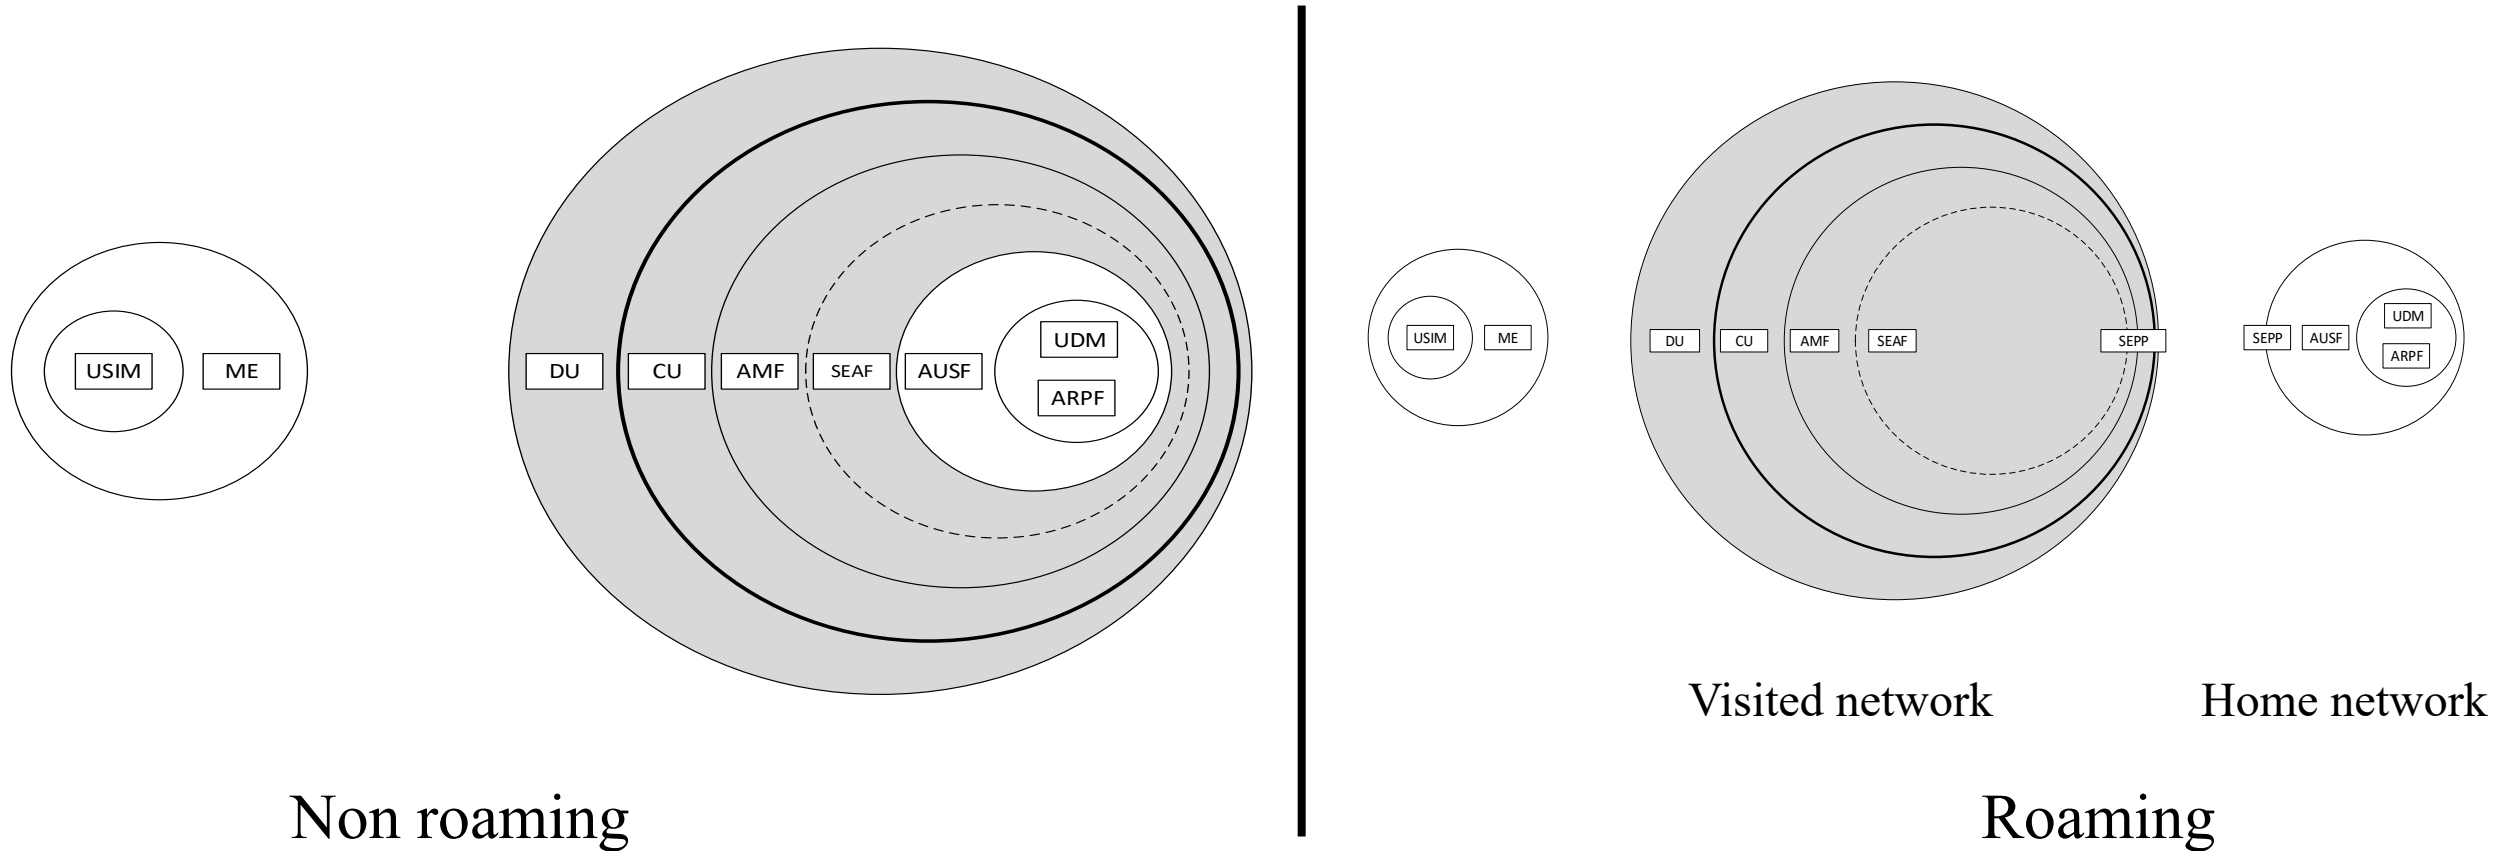 USIM
ME
DU
CU
AMF
SEAF
AUSF
UDM
ARPF
Non roaming
USIM
ME
DU
CU
AMF
SEAF
SEPP
Visited network
SEPP
AUSF
UDM
ARPF
Home network
Roaming